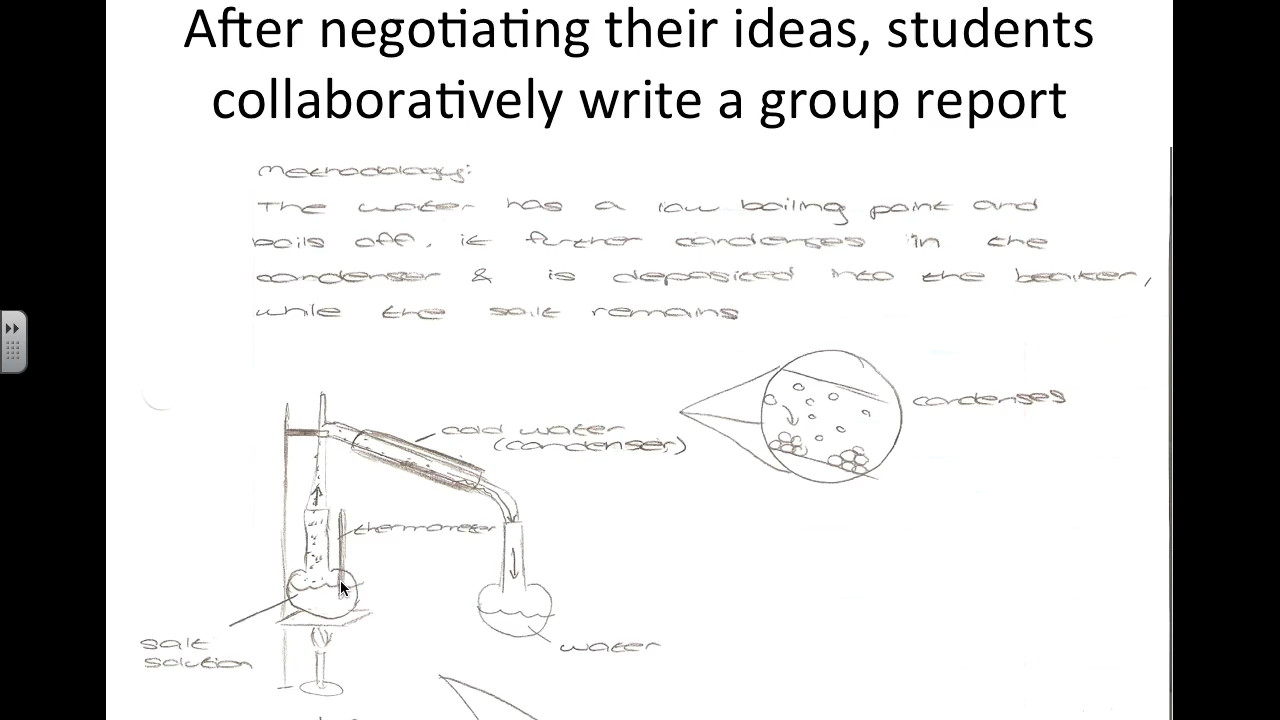 After negotiating their ideas, students
collaboratively write a group report
Methodology:
The water has a low boiling point and
boils off, it further condenses in the
condenser & is deposited into the beaker,
while the salt remains
condenses
cold water
(condenser)
thermometer
salt
solution
water